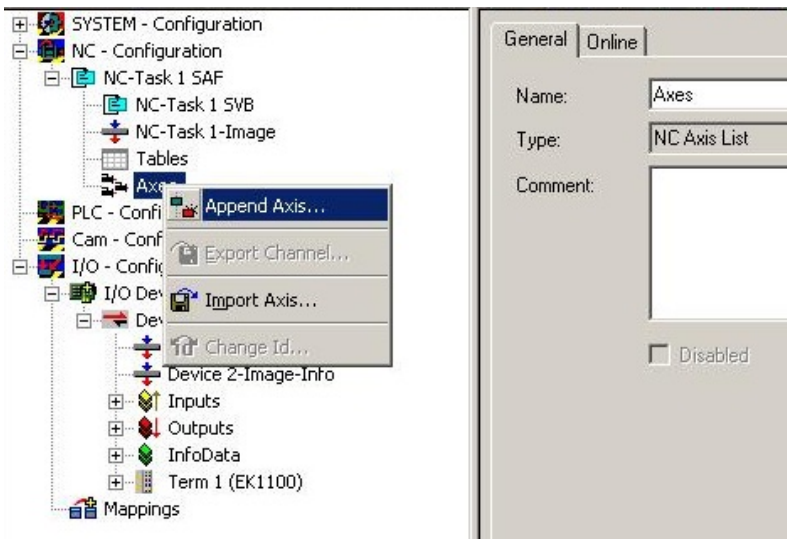 SYSTEM - Configuration
NC - Configuration
NC-Task 1 SAF
NC-Task 1 SVB
NC-Task 1-Image
Tables
Axes
PLC - Confi
Cam - Conf
I/O - Config
I/O Dev
Dev
Device 2-Image-Info
Inputs
Outputs
InfoData
Term 1 (EK1100)
Mappings
Append Axis...
Export Channel...
Import Axis...
Change Id...
General Online
Name: Axes
Type: NC Axis List
Comment:
Disabled